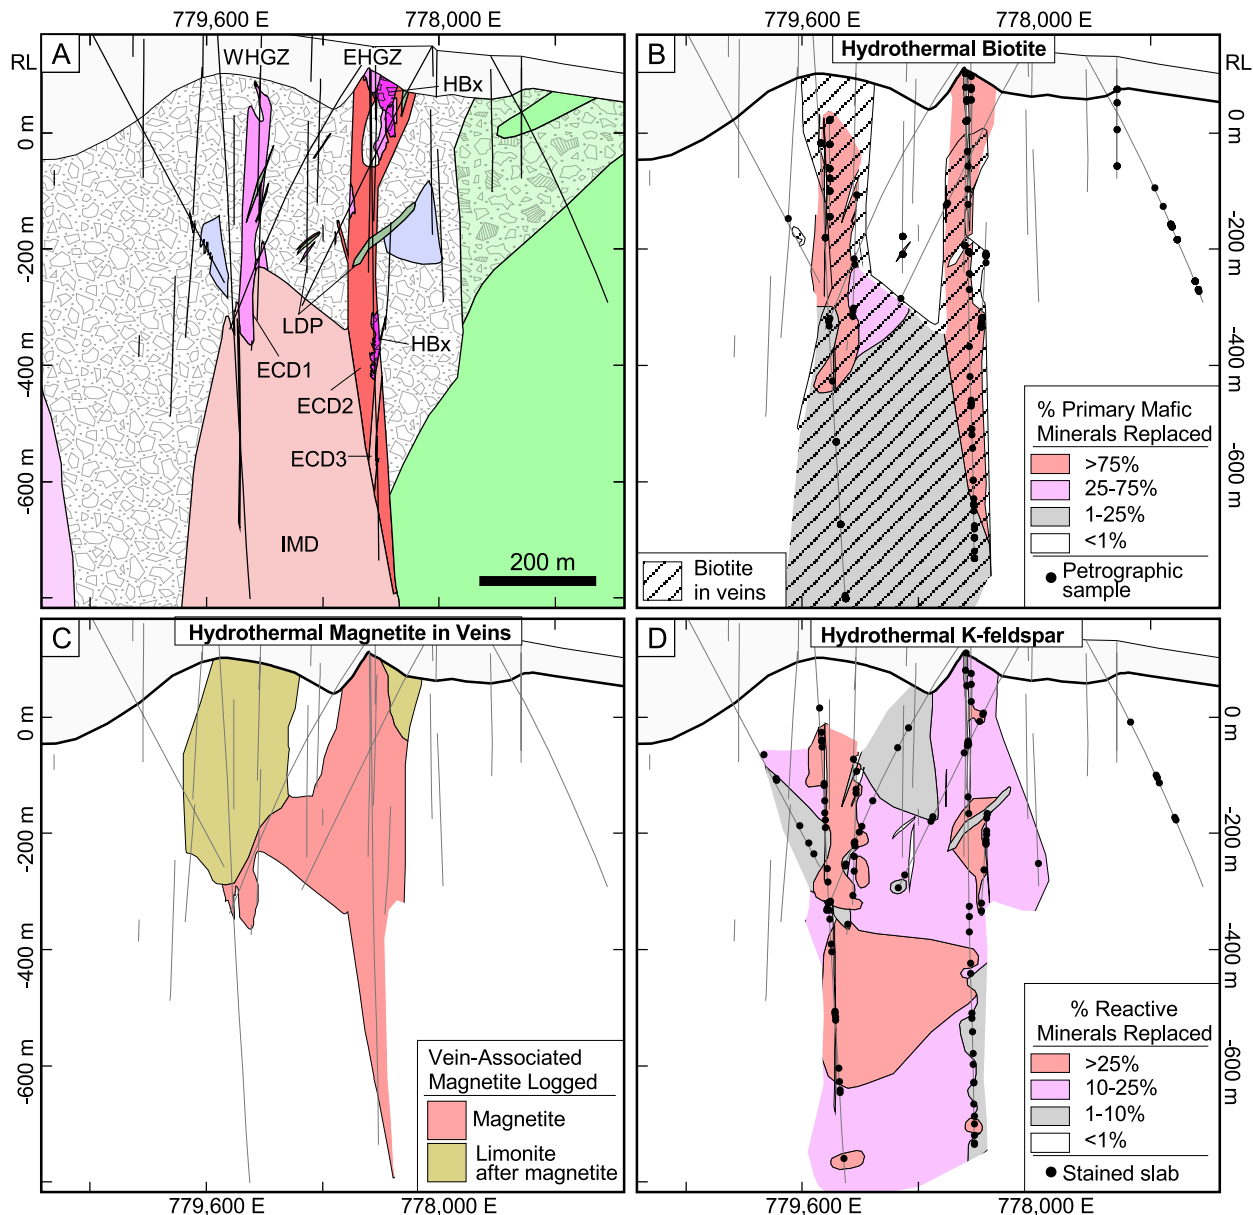 779,600 E
778,000 E
779,600 E
778,000 E
RL
A
WHGZ
EHGZ
HBx
LDP
ECD1
HBx
ECD2
ECD3
IMD
200 m
0 m
-200 m
-400 m
-600 m
B
Hydrothermal Biotite
RL
0 m
-200 m
-400 m
-600 m
% Primary Mafic
Minerals Replaced
>75%
25-75%
1-25%
<1%
Petrographic
sample
Biotite
in veins
C
Hydrothermal Magnetite in Veins
0 m
-200 m
-400 m
-600 m
Vein-Associated
Magnetite Logged
Magnetite
Limonite
after magnetite
D
Hydrothermal K-feldspar
0 m
-200 m
-400 m
-600 m
% Reactive
Minerals Replaced
>25%
10-25%
1-10%
<1%
Stained slab
779,600 E
778,000 E
779,600 E
778,000 E